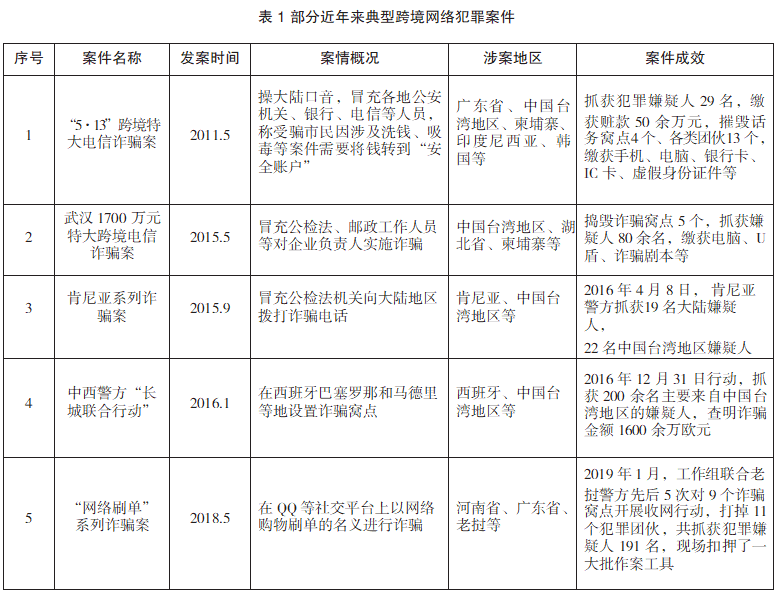 表 1 部分近年来典型跨境网络犯罪案件
序号
案件名称
发案时间
案情概况
涉案地区
案件成效
1
“5·13”跨境特
大电信诈骗案
2011.5
操大陆口音，冒充各地公安
机关、银行、电信等人员，
称受骗市民因涉及洗钱、吸
毒等案件需要将钱转到“安
全账户”
广东省、中国台
湾地区、柬埔寨、
印度尼西亚、韩
国等
抓获犯罪嫌疑人 29 名，缴
获赃款 50 余万元，摧毁话
务窝点4 个、各类团伙13 个，
缴获手机、电脑、银行卡、
IC 卡、虚假身份证件等
2
武汉 1700 万元
特大跨境电信
诈骗案
2015.5
冒充公检法、邮政工作人员
等对企业负责人实施诈骗
中国台湾地区、湖
北省、柬埔寨等
捣毁诈骗窝点 5 个，抓获嫌
疑人 80 余名，缴获电脑、U
盾、诈骗剧本等
3
肯尼亚系列诈
骗案
2015.9
冒充公检法机关向大陆地区
拨打诈骗电话
肯尼亚、中国台
湾地区等
2016 年 4 月 8 日， 肯尼亚
警方抓获19 名大陆嫌疑
人，
22 名中国台湾地区嫌疑人
4
中西警方“长
城联合行动”
2016.1
在西班牙巴塞罗那和马德里
等地设置诈骗窝点
西班牙、中国台
湾地区等
2016 年 12 月 31 日行动，抓
获 200 余名主要来自中国台
湾地区的嫌疑人，查明诈骗
金额 1600 余万欧元
5
“网络刷单”
系列诈骗案
2018.5
在 QQ 等社交平台上以网络
购物刷单的名义进行诈骗
河南省、广东省、
老挝等
2019 年 1 月，工作组联合老
挝警方先后 5 次对 9 个诈骗
窝点开展收网行动，打掉 11
个犯罪团伙，共抓获犯罪嫌
疑人 191 名，现场扣押了一
大批作案工具